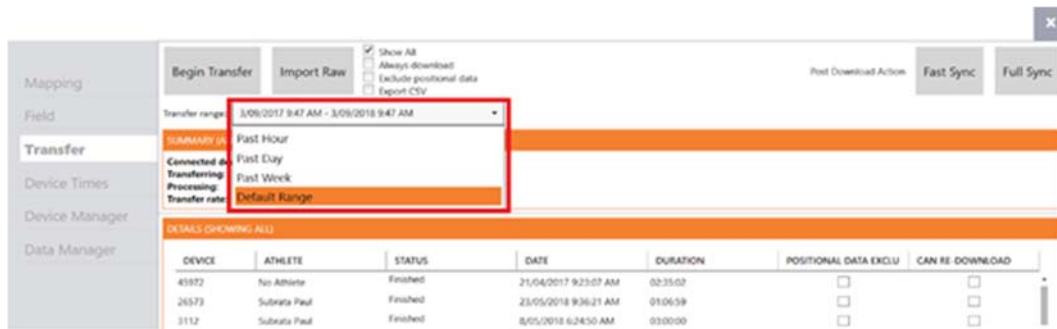 x
Begin Transfer
Import Raw
Show All
Always download
Exclude positional data
Export CSV
Post Download Action
Fast Sync
Full Sync
Mapping
Field
Transfer
Device Times
Device Manager
Data Manager
Transfer range:
3/09/2017 9:47 AM - 3/09/2018 9:47 AM
Past Hour
Past Day
Past Week
Default Range
SUMMARY (A
Connected de
Transferring:
Processing:
Transfer rate:
DETAILS (SHOWING ALL)
DEVICE ATHLETE STATUS DATE DURATION POSITIONAL DATA EXCLU CAN RE-DOWNLOAD
45972 No Athlete Finished 21/04/2017 9:23:07 AM 02:35:02
26573 Subrata Paul Finished 23/05/2018 9:36:21 AM 01:06:59
3112 Subrata Paul Finished 8/05/2018 6:24:50 AM 03:00:00